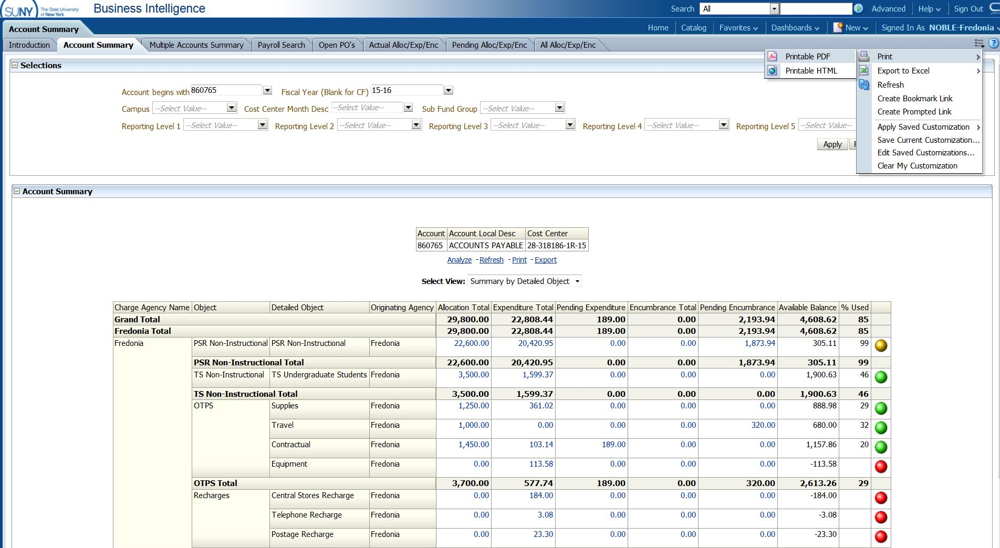 SUNY The State University of New York Business Intelligence Search All Advanced Help Sign Out
Account Summary Home Catalog Favorites Dashboards New Signed In As NOBLE-Fredonia
Introduction Account Summary Multiple Accounts Summary Payroll Search Open PO's Actual Alloc/Exp/Enc Pending Alloc/Exp/Enc All Alloc/Exp/Enc
Printable PDF
Printable HTML
Print
Export to Excel
Refresh
Create Bookmark Link
Create Prompted Link
Apply Saved Customization
Save Current Customization...
Edit Saved Customizations...
Clear My Customization
Selections
Account begins with 860765 Fiscal Year (Blank for CF) 15-16
Campus --Select Value-- Cost Center Month Desc --Select Value-- Sub Fund Group --Select Value--
Reporting Level 1 --Select Value-- Reporting Level 2 --Select Value-- Reporting Level 3 --Select Value-- Reporting Level 4 --Select Value-- Reporting Level 5 --Select Value--
Apply
Account Summary
Account Account Local Desc Cost Center
860765 ACCOUNTS PAYABLE 28-318186-1R-15
Analyze - Refresh - Print - Export
Select View: Summary by Detailed Object
Charge Agency Name Object Detailed Object Originating Agency Allocation Total Expenditure Total Pending Expenditure Encumbrance Total Pending Encumbrance Available Balance % Used
Grand Total 29,800.00 22,808.44 189.00 0.00 2,193.94 4,608.62 85
Fredonia Total 29,800.00 22,808.44 189.00 0.00 2,193.94 4,608.62 85
Fredonia PSR Non-Instructional PSR Non-Instructional Fredonia 22,600.00 20,420.95 0.00 0.00 1,873.94 305.11 99
PSR Non-Instructional Total 22,600.00 20,420.95 0.00 0.00 1,873.94 305.11 99
TS Non-Instructional TS Undergraduate Students Fredonia 3,500.00 1,599.37 0.00 0.00 0.00 1,900.63 46
TS Non-Instructional Total 3,500.00 1,599.37 0.00 0.00 0.00 1,900.63 46
OTPS Supplies Fredonia 1,250.00 361.02 0.00 0.00 0.00 888.98 29
Travel Fredonia 1,000.00 0.00 0.00 0.00 320.00 680.00 32
Contractual Fredonia 1,450.00 103.14 189.00 0.00 0.00 1,157.86 20
Equipment Fredonia 0.00 113.58 0.00 0.00 0.00 -113.58
OTPS Total 3,700.00 577.74 189.00 0.00 320.00 2,613.26 29
Recharges Central Stores Recharge Fredonia 0.00 184.00 0.00 0.00 0.00 -184.00
Telephone Recharge Fredonia 0.00 3.08 0.00 0.00 0.00 -3.08
Postage Recharge Fredonia 0.00 23.30 0.00 0.00 0.00 -23.30